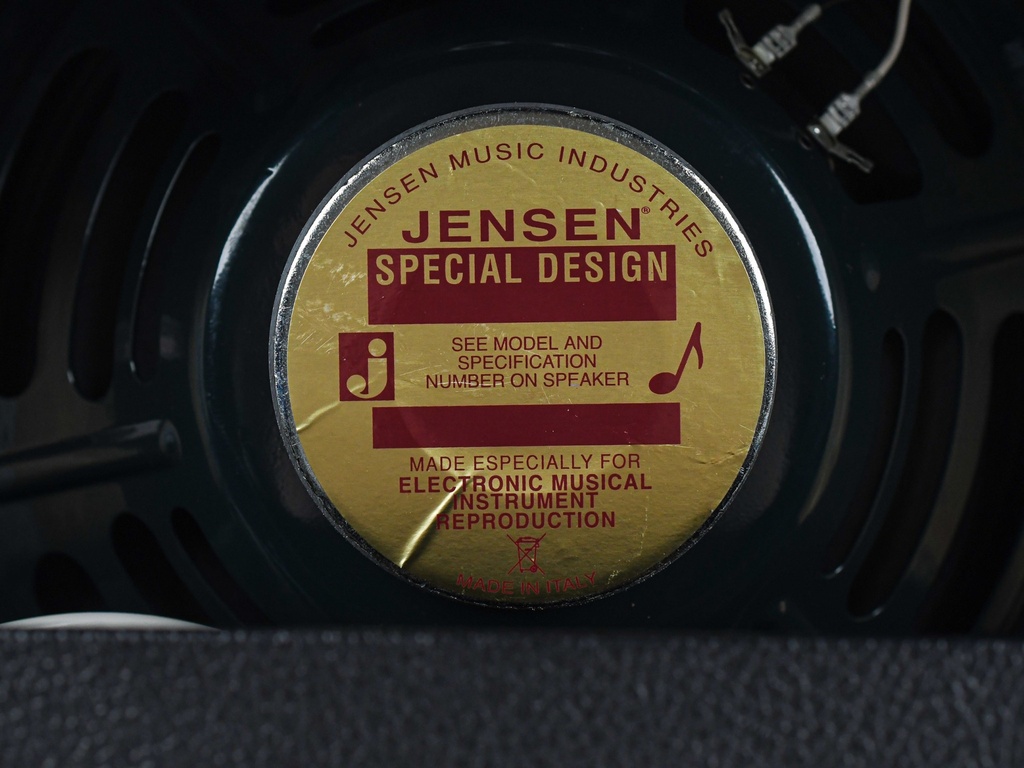 JENSEN MUSIC INDUSTRIES
JENSEN®
SPECIAL DESIGN
j
SEE MODEL AND
SPECIFICATION
NUMBER ON SPEAKER
MADE ESPECIALLY FOR
ELECTRONIC MUSICAL
INSTRUMENT
REPRODUCTION
MADE IN ITALY